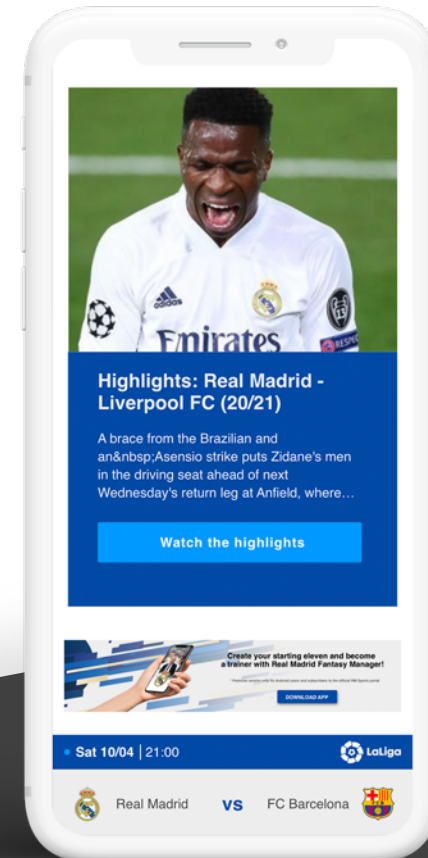 adidas
13
Emirates
RESPEC
Highlights: Real Madrid -
Liverpool FC (20/21)
A brace from the Brazilian and
an&nbsp;Asensio strike puts Zidane's men
in the driving seat ahead of next
Wednesday's return leg at Anfield, where…
Watch the highlights
Create your starting eleven and become
a trainer with Real Madrid Fantasy Manager!
DOWNLOAD APP
Sat 10/04 | 21:00
LaLiga
Real Madrid vs FC Barcelona